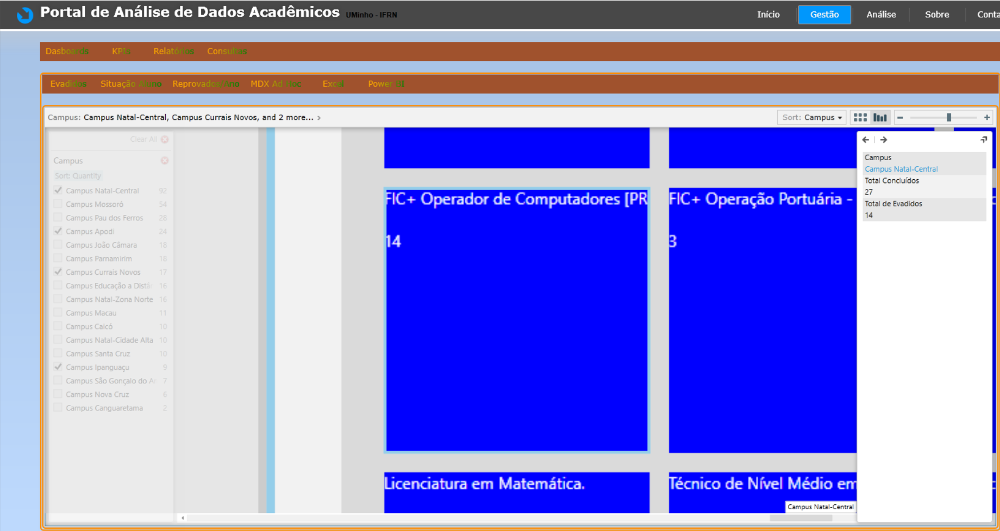 Portal de Análise de Dados Acadêmicos UMinho - IFRN
Início Gestão Análise Sobre
Dasboards KPIs Relatórios Consultas
Evadidos Situação Aluno Reprovados/Ano MDX Ad Hoc Excel Power BI
Campus: Campus Natal-Central, Campus Currais Novos, and 2 more... ›
Sort: Campus
Clear All
Campus
Sort: Quantity
Campus Natal-Central 92
Campus Mossoró 54
Campus Pau dos Ferros 28
Campus Apodi 24
Campus João Câmara 18
Campus Parnamirim 18
Campus Currais Novos 17
Campus Educação a Distâ 16
Campus Natal-Zona Norte 16
Campus Macau 11
Campus Caicó 10
Campus Natal-Cidade Alta 10
Campus Santa Cruz 10
Campus Ipanguaçu 9
Campus São Gonçalo do 7
Campus Nova Cruz 6
Campus Canguaretama 2
FIC+ Operador de Computadores [PR
14
FIC+ Operação Portuária -
3
Licenciatura em Matemática.
Técnico de Nível Médio em
Campus Natal-Central
Campus
Campus Natal-Central
Total Concluídos
27
Total de Evadidos
14